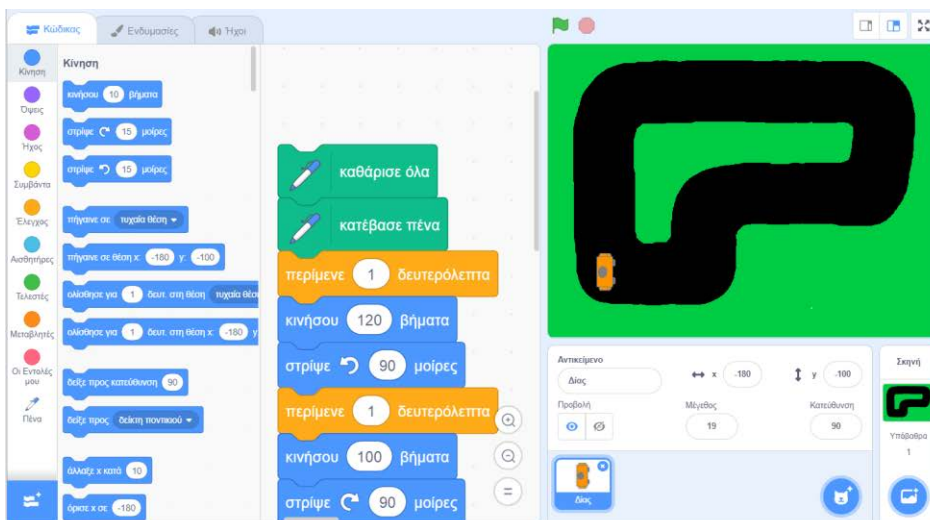 Κώδικας
Ενδυμασίες
Ήχοι
Κίνηση
Όψεις
Ήχος
Συμβάντα
Έλεγχος
Αισθητήρες
Τελεστές
Μεταβλητές
Οι Εντολές
μου
Πένα
Κίνηση
κινήσου 10 βήματα
στρίψε 15 μοίρες
στρίψε 15 μοίρες
πήγαινε σε τυχαία θέση
πήγαινε σε θέση x: -180 y: -100
ολίσθησε για 1 δευτ. στη θέση τυχαία θέσ
ολίσθησε για 1 δευτ. στη θέση x: -180 y
δείξε προς κατεύθυνση 90
δείξε προς δείκτη ποντικιού
άλλαξε x κατά 10
όρισε x σε -180
καθάρισε όλα
κατέβασε πένα
περίμενε 1 δευτερόλεπτα
κινήσου 120 βήματα
στρίψε 90 μοίρες
περίμενε 1 δευτερόλεπτα
κινήσου 100 βήματα
στρίψε 90 μοίρες
Αντικείμενο
Δίας
x -180
y -100
Προβολή
Μέγεθος
19
Κατεύθυνση
90
Δίας
Σκηνή
Υπόβαθρα
1